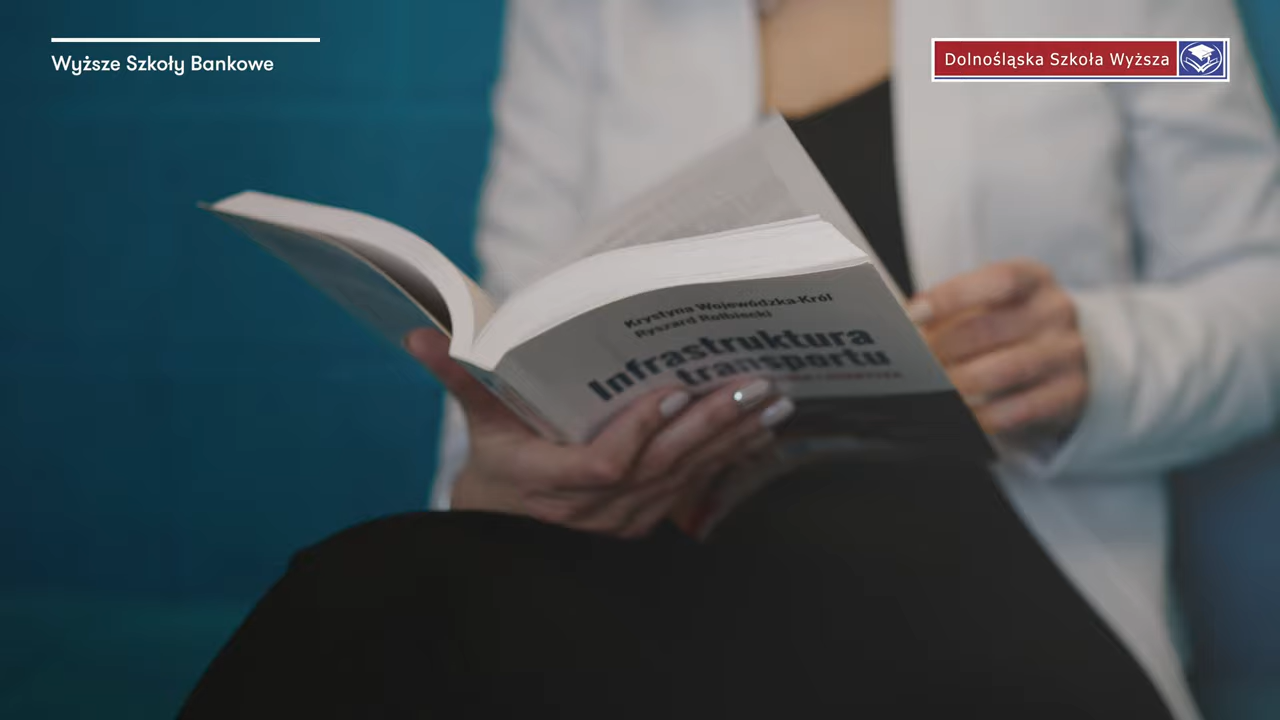 Wyższe Szkoły Bankowe
Dolnośląska Szkoła Wyższa
Krystyna Wojewódzka-Król
Ryszard Rolbiecki
Infrastruktura
transportu